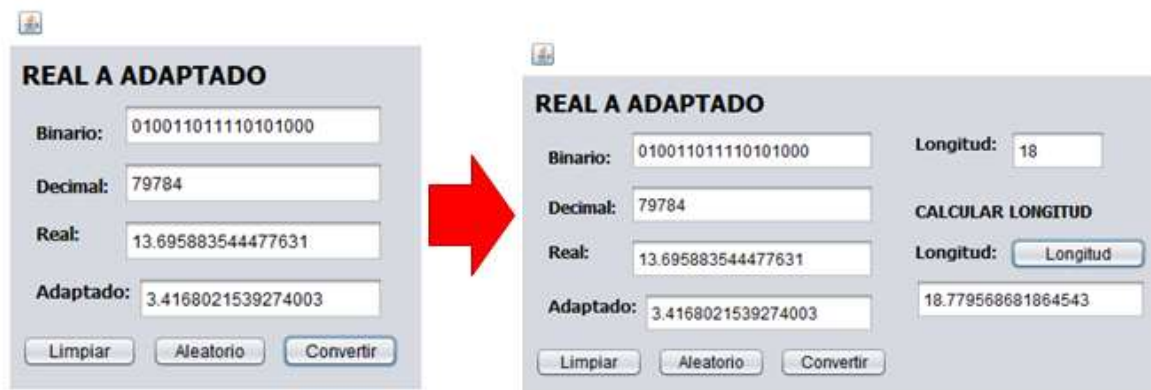 REAL A ADAPTADO
Binario: 010011011110101000
Decimal: 79784
Real: 13.695883544477631
Adaptado: 3.4168021539274003
Limpiar Aleatorio Convertir
REAL A ADAPTADO
Binario: 010011011110101000 Longitud: 18
Decimal: 79784 CALCULAR LONGITUD
Real: 13.695883544477631 Longitud: Longitud
Adaptado: 3.4168021539274003 18.779568681864543
Limpiar Aleatorio Convertir